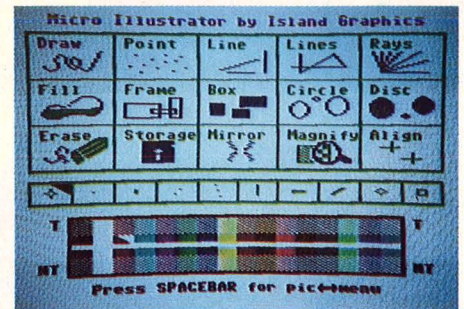 Micro Illustrator by Island Graphics
Draw Point Line Lines Rays
Fill Frame Box Circle Disc
Erase Storage Mirror Magnify Align
T T
NT NT
Press SPACEBAR for pic↔menu